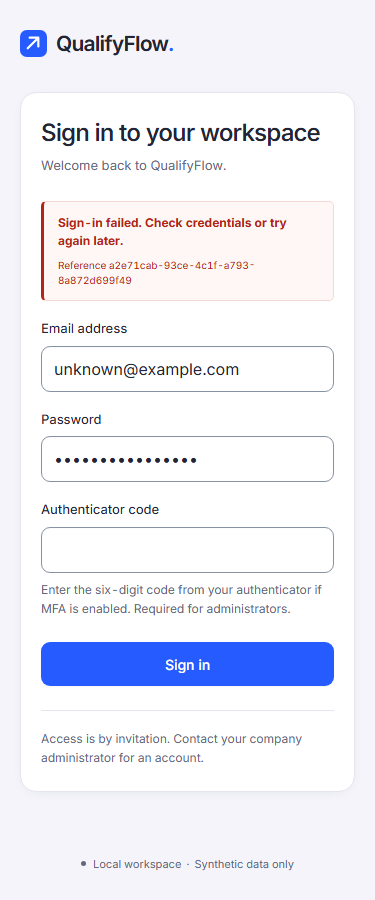 QualifyFlow.
Sign in to your workspace
Welcome back to QualifyFlow.
Sign-in failed. Check credentials or try
again later.
Reference a2e71cab-93ce-4c1f-a793-
8a872d699f49
Email address
unknown@example.com
Password
••••••••••••••••
Authenticator code
Enter the six-digit code from your authenticator if
MFA is enabled. Required for administrators.
Sign in
Access is by invitation. Contact your company
administrator for an account.
Local workspace · Synthetic data only